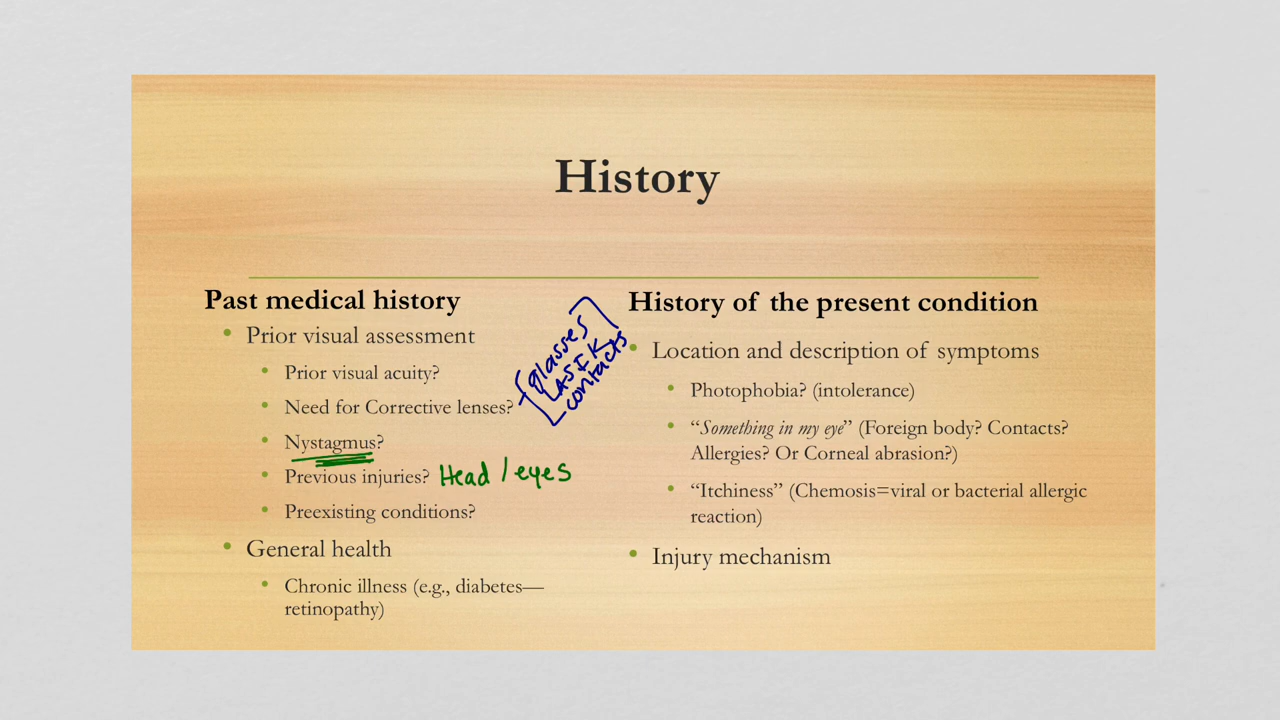 History
Past medical history
Prior visual assessment
Prior visual acuity?
Need for Corrective lenses?
glasses
LASIK
contacts
Nystagmus?
Previous injuries? Head / eyes
Preexisting conditions?
General health
Chronic illness (e.g., diabetes—
retinopathy)
History of the present condition
Location and description of symptoms
Photophobia? (intolerance)
“Something in my eye” (Foreign body? Contacts?
Allergies? Or Corneal abrasion?)
“Itchiness” (Chemosis=viral or bacterial allergic
reaction)
Injury mechanism